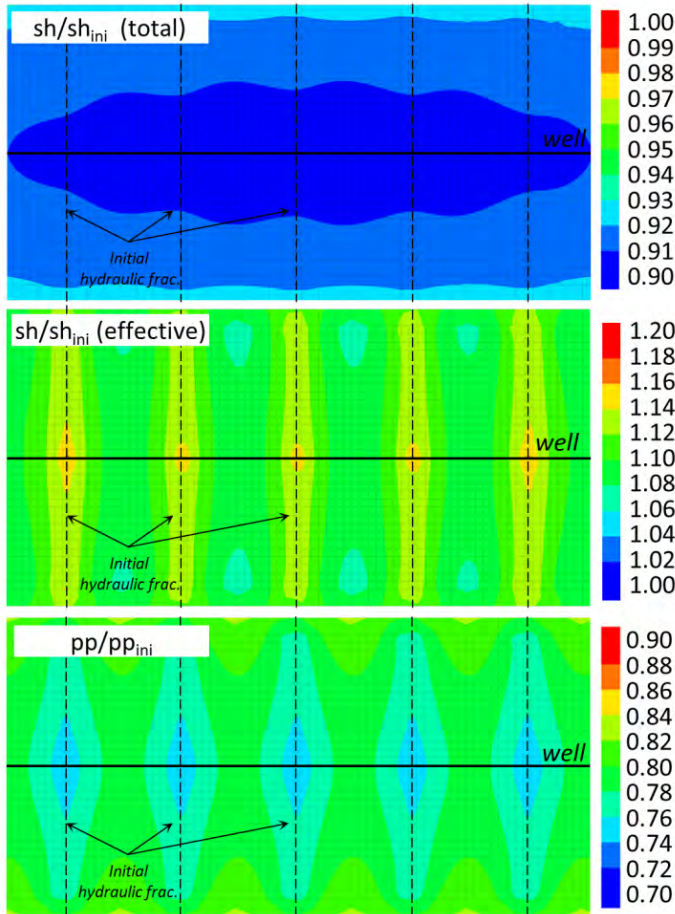 sh/shini (total)
well
Initial
hydraulic frac.
1.00
0.99
0.98
0.97
0.96
0.95
0.94
0.93
0.92
0.91
0.90
sh/shini (effective)
well
Initial
hydraulic frac.
1.20
1.18
1.16
1.14
1.12
1.10
1.08
1.06
1.04
1.02
1.00
pp/ppini
well
Initial
hydraulic frac.
0.90
0.88
0.86
0.84
0.82
0.80
0.78
0.76
0.74
0.72
0.70